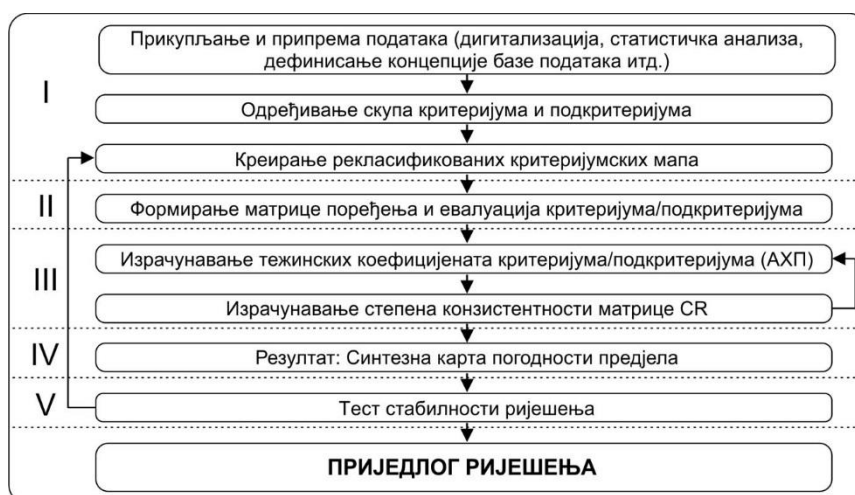 Прикупљање и припрема података (дигитализација, статистичка анализа,
дефинисање концепције базе података итд.)
I
Одређивање скупа критеријума и подкритеријума
Креирање рекласификованих критеријумских мапа
II
Формирање матрице поређења и евалуација критеријума/подкритеријума
III
Израчунавање тежинских коефицијената критеријума/подкритеријума (АХП)
Израчунавање степена конзистентности матрице CR
IV
Резултат: Синтезна карта погодности предјела
V
Тест стабилности ријешења
ПРИЈЕДЛОГ РИЈЕШЕЊА